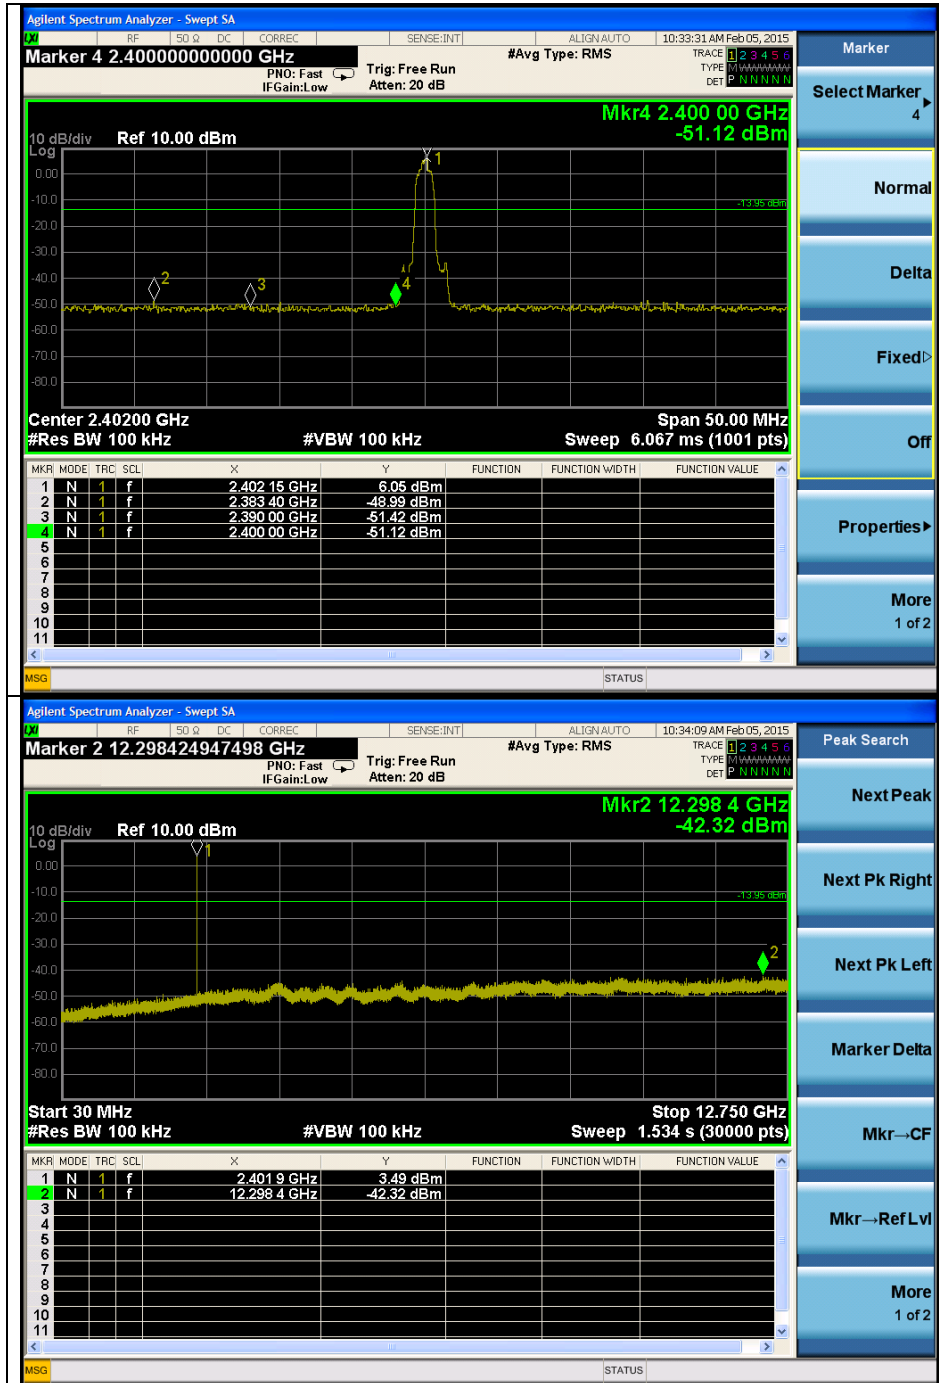 Agilent Spectrum Analyzer - Swept SA
LXI RF 50 Ω DC CORREC SENSE:INT ALIGN AUTO 10:33:31 AM Feb 05, 2015
Marker 4 2.400000000000 GHz
PNO: Fast
IFGain:Low
Trig: Free Run
Atten: 20 dB
#Avg Type: RMS
TRACE 1 2 3 4 5 6
TYPE M WWWWW
DET P N N N N N
Mkr4 2.400 00 GHz
-51.12 dBm
10 dB/div Ref 10.00 dBm
Log
0.00
-10.0
-20.0
-30.0
-40.0
-50.0
-60.0
-70.0
-80.0
-13.95 dBm
1
2
3
4
Center 2.40200 GHz Span 50.00 MHz
#Res BW 100 kHz #VBW 100 kHz Sweep 6.067 ms (1001 pts)
MKR MODE TRC SCL X Y FUNCTION FUNCTION WIDTH FUNCTION VALUE
1 N 1 f 2.402 15 GHz 6.05 dBm
2 N 1 f 2.383 40 GHz -48.99 dBm
3 N 1 f 2.390 00 GHz -51.42 dBm
4 N 1 f 2.400 00 GHz -51.12 dBm
5
6
7
8
9
10
11
MSG STATUS
Marker
Select Marker
4
Normal
Delta
Fixed
Off
Properties
More
1 of 2
Agilent Spectrum Analyzer - Swept SA
LXI RF 50 Ω DC CORREC SENSE:INT ALIGN AUTO 10:34:09 AM Feb 05, 2015
Marker 2 12.298424947498 GHz
PNO: Fast
IFGain:Low
Trig: Free Run
Atten: 20 dB
#Avg Type: RMS
TRACE 1 2 3 4 5 6
TYPE M WWWWW
DET P N N N N N
Mkr2 12.298 4 GHz
-42.32 dBm
10 dB/div Ref 10.00 dBm
Log
0.00
-10.0
-20.0
-30.0
-40.0
-50.0
-60.0
-70.0
-80.0
-13.95 dBm
1
2
Start 30 MHz Stop 12.750 GHz
#Res BW 100 kHz #VBW 100 kHz Sweep 1.534 s (30000 pts)
MKR MODE TRC SCL X Y FUNCTION FUNCTION WIDTH FUNCTION VALUE
1 N 1 f 2.401 9 GHz 3.49 dBm
2 N 1 f 12.298 4 GHz -42.32 dBm
3
4
5
6
7
8
9
10
11
MSG STATUS
Peak Search
Next Peak
Next Pk Right
Next Pk Left
Marker Delta
Mkr→CF
Mkr→Ref Lvl
More
1 of 2